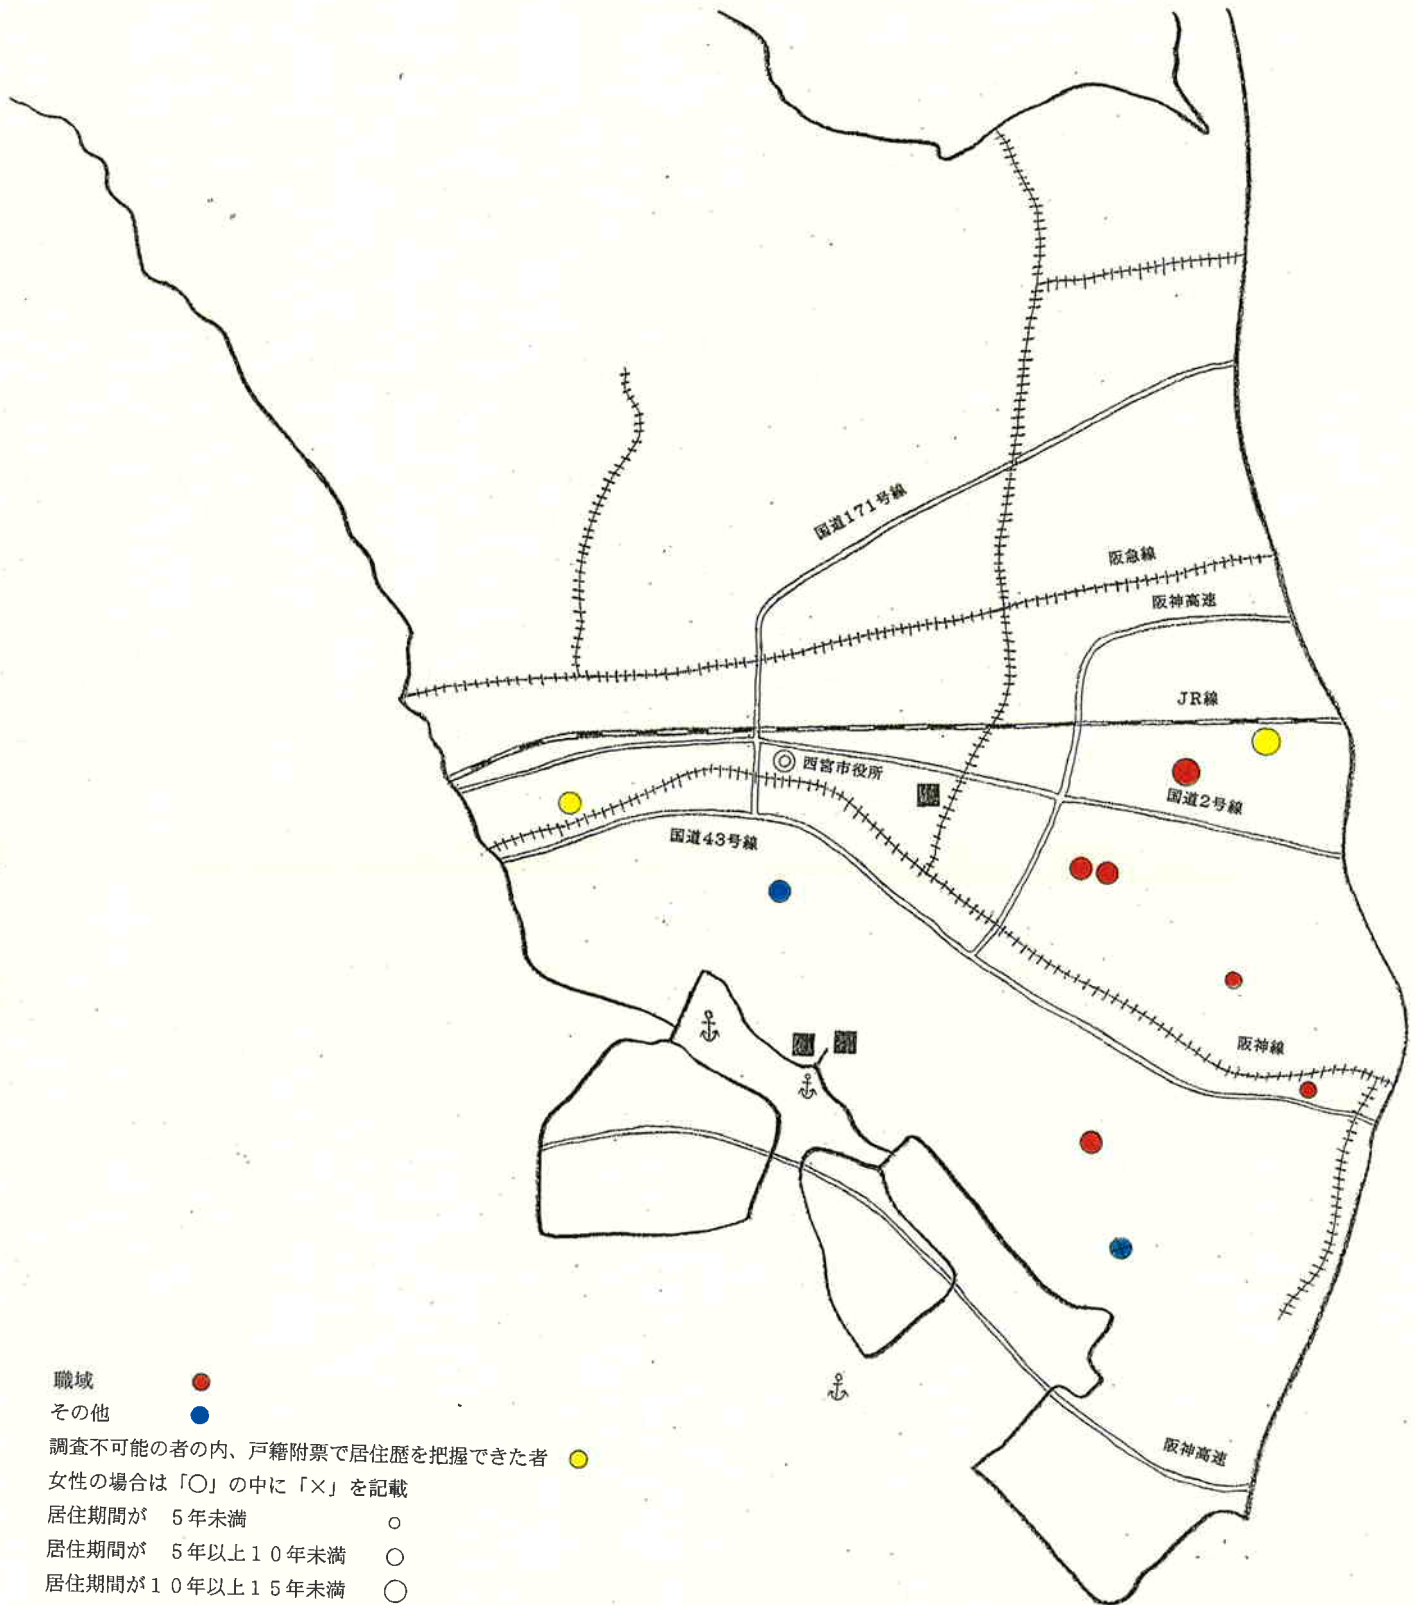 国道171号線
阪急線
阪神高速
JR線
西宮市役所
国道2号線
国道43号線
阪神線
阪神高速
職域
その他
調査不可能の者の内、戸籍附票で居住歴を把握できた者
女性の場合は「○」の中に「×」を記載
居住期間が 5年未満 ○
居住期間が 5年以上10年未満 ○
居住期間が10年以上15年未満 ○